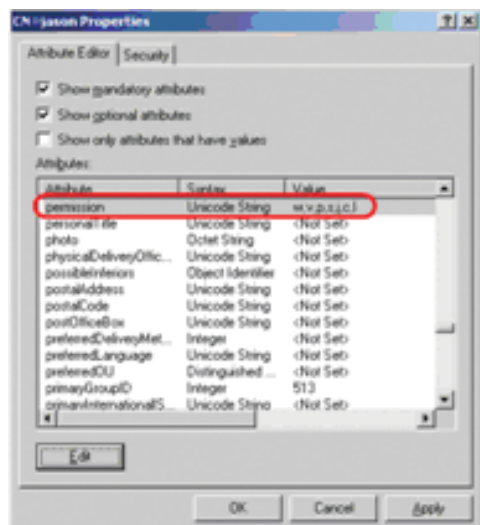 CN=jason Properties
Attribute Editor Security
Show mandatory attributes
Show optional attributes
Show only attributes that have values
Attributes:
Attribute Syntax Value
permission Unicode String
personalTitle Unicode String <Not Set>
photo Octet String <Not Set>
physicalDeliveryOffic... Unicode String <Not Set>
possibleInferiors Object Identifier <Not Set>
postalAddress Unicode String <Not Set>
postalCode Unicode String <Not Set>
postOfficeBox Unicode String <Not Set>
preferredDeliveryMet... Integer <Not Set>
preferredLanguage Unicode String <Not Set>
preferredOU Distinguished ... <Not Set>
primaryGroupID Integer 513
primaryInternationalIS... Unicode String <Not Set>
Edit
OK Cancel Apply